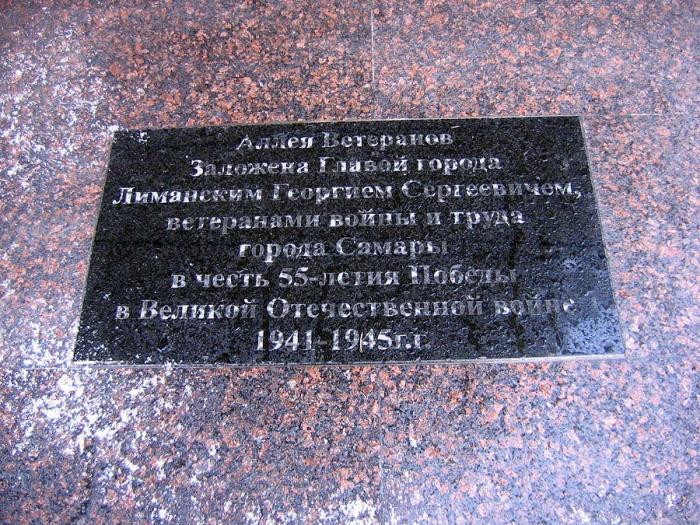 Аллея Ветеранов
Заложена Главой города
Лиманским Георгием Сергеевичем,
ветеранами войны и труда
города Самары
в честь 55-летия Победы
в Великой Отечественной войне
1941-1945г.г.